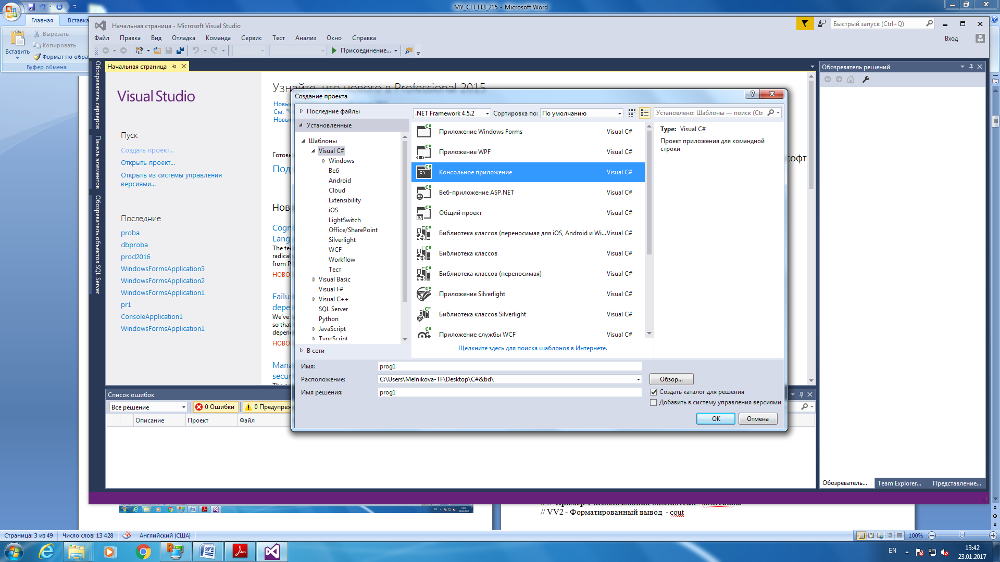 МУ_СП_ПЗ_215 - Microsoft Word
Главная
Вставка
Вырезать
Копировать
Вставить
Формат по обра
Буфер обмена
Начальная страница - Microsoft Visual Studio
Быстрый запуск (Ctrl+Q)
Файл Правка Вид Отладка Команда Сервис Тест Анализ Окно Справка
Вход
Присоединение...
Обозреватель серверов
Панель элементов
Обозреватель объектов SQL Server
Начальная страница
Visual Studio
Пуск
Создать проект...
Открыть проект...
Открыть из системы управления
версиями...
Последние
proba
dbproba
prod2016
WindowsFormsApplication3
WindowsFormsApplication2
WindowsFormsApplication1
pr1
ConsoleApplication1
WindowsFormsApplication1
Узнайте, что нового в Professional 2015
Новые
См. "Ч
Новые
Готовы
Под
Нов
Cogn
Lang
The tec
radical
from P
НОВО
Failu
depe
We've
so that
depend
НОВО
Mana
secur
софт
Создание проекта
?
Последние файлы
Установленные
.NET Framework 4.5.2
Сортировка по:
По умолчанию
Установлено: Шаблоны — поиск (Ctr
Шаблоны
Visual C#
Windows
Веб
Android
Cloud
Extensibility
iOS
LightSwitch
Office/SharePoint
Silverlight
WCF
Workflow
Тест
Visual Basic
Visual F#
Visual C++
SQL Server
Python
JavaScript
TypeScript
В сети
Приложение Windows Forms Visual C#
Приложение WPF Visual C#
Консольное приложение Visual C#
Веб-приложение ASP.NET Visual C#
Общий проект Visual C#
Библиотека классов (переносимая для iOS, Android и Wi... Visual C#
Библиотека классов Visual C#
Библиотека классов (переносимая) Visual C#
Приложение Silverlight Visual C#
Библиотека классов Silverlight Visual C#
Приложение службы WCF Visual C#
Щелкните здесь для поиска шаблонов в Интернете.
Type: Visual C#
Проект приложения для командной
строки
Имя: prog1
Расположение: C:\Users\Melnikova-TF\Desktop\C#&bd\
Обзор...
Имя решения: prog1
Создать каталог для решения
Добавить в систему управления версиями
OK
Отмена
Обозреватель решений
Список ошибок
Все решение
0 Ошибки
0 Предупреж
Описание
Проект
Файл
Обозреватель...
Team Explorer...
Представление...
// VV2 - Форматированный вывод - cout
Страница: 3 из 49
Число слов: 13 428
Английский (США)
100%
EN
13:42
23.01.2017